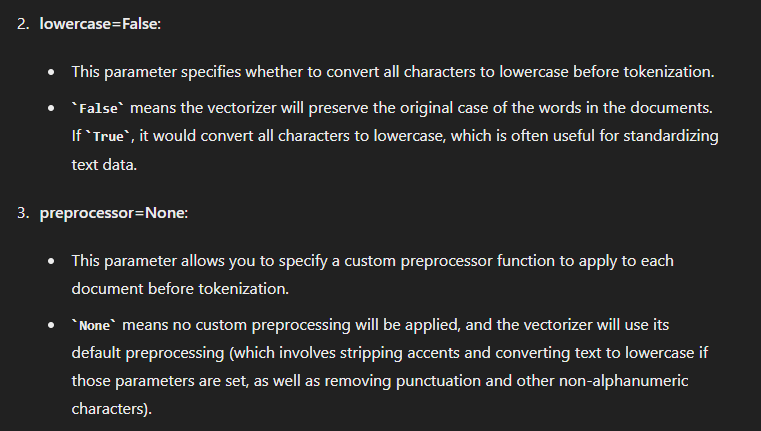 2. lowercase=False:
• This parameter specifies whether to convert all characters to lowercase before tokenization.
• `False` means the vectorizer will preserve the original case of the words in the documents.
If `True`, it would convert all characters to lowercase, which is often useful for standardizing
text data.
3. preprocessor=None:
• This parameter allows you to specify a custom preprocessor function to apply to each
document before tokenization.
• `None` means no custom preprocessing will be applied, and the vectorizer will use its
default preprocessing (which involves stripping accents and converting text to lowercase if
those parameters are set, as well as removing punctuation and other non-alphanumeric
characters).